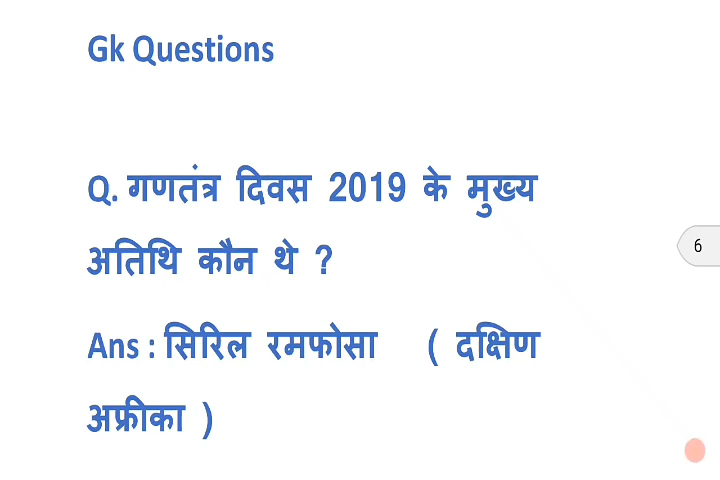 Gk Questions
Q. गणतंत्र दिवस 2019 के मुख्य
अतिथि कौन थे ?
6
Ans : सिरिल रमफोसा ( दक्षिण
अफ्रीका )